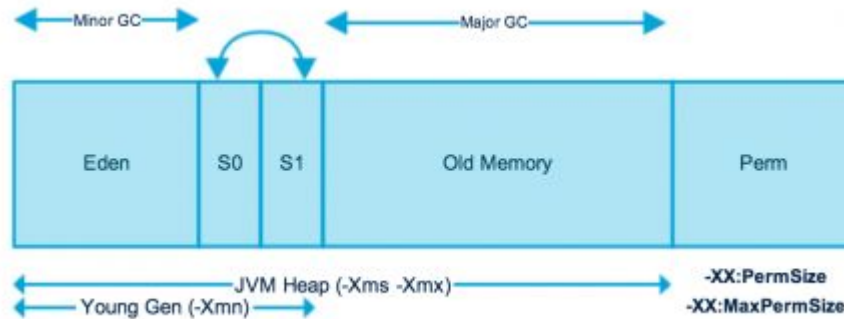 Minor GC
Major GC
Eden
S0
S1
Old Memory
Perm
JVM Heap (-Xms -Xmx)
-XX:PermSize
Young Gen (-Xmn)
-XX:MaxPermSize